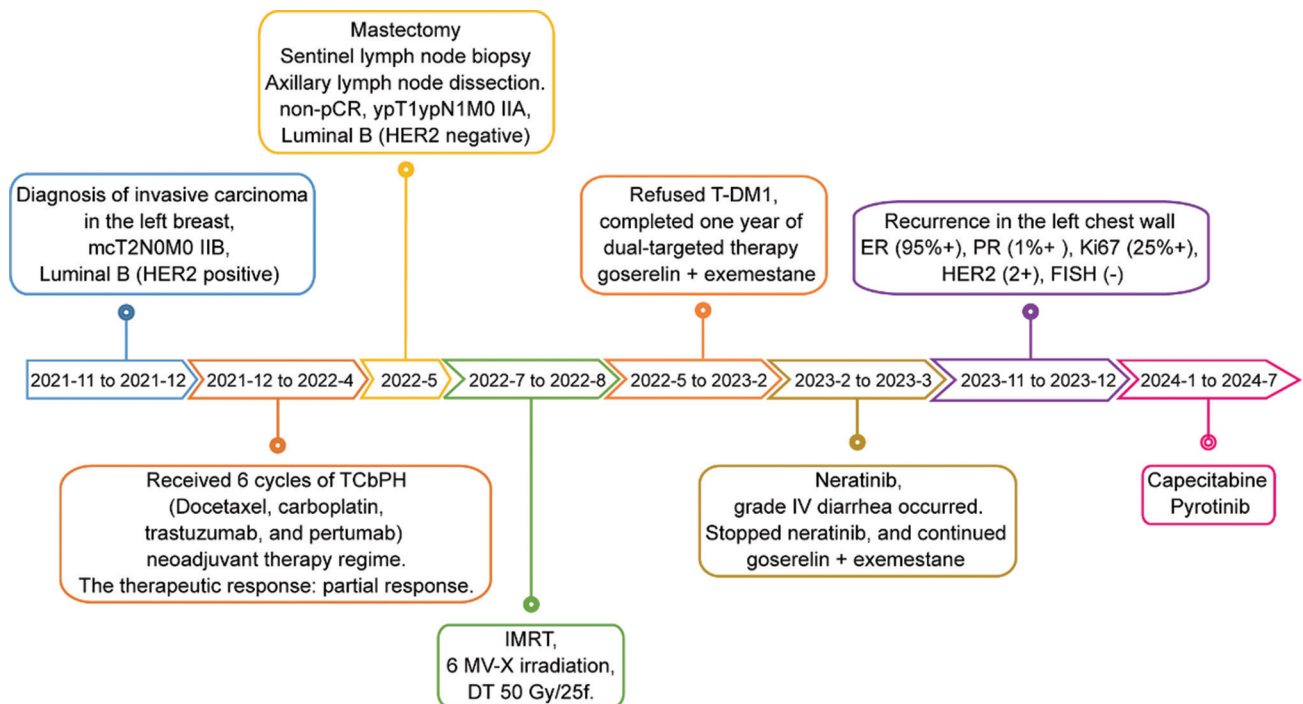 Mastectomy
Sentinel lymph node biopsy
Axillary lymph node dissection.
non-pCR, ypT1ypN1M0 IIA,
Luminal B (HER2 negative)
Diagnosis of invasive carcinoma
in the left breast,
mcT2N0M0 IIB,
Luminal B (HER2 positive)
Refused T-DM1,
completed one year of
dual-targeted therapy
goserelin + exemestane
Recurrence in the left chest wall
ER (95%+), PR (1%+ ), Ki67 (25%+),
HER2 (2+), FISH (-)
2021-11 to 2021-12
2021-12 to 2022-4
2022-5
2022-7 to 2022-8
2022-5 to 2023-2
2023-2 to 2023-3
2023-11 to 2023-12
2024-1 to 2024-7
Received 6 cycles of TCbPH
(Docetaxel, carboplatin,
trastuzumab, and pertumab)
neoadjuvant therapy regime.
The therapeutic response: partial response.
IMRT,
6 MV-X irradiation,
DT 50 Gy/25f.
Neratinib,
grade IV diarrhea occurred.
Stopped neratinib, and continued
goserelin + exemestane
Capecitabine
Pyrotinib